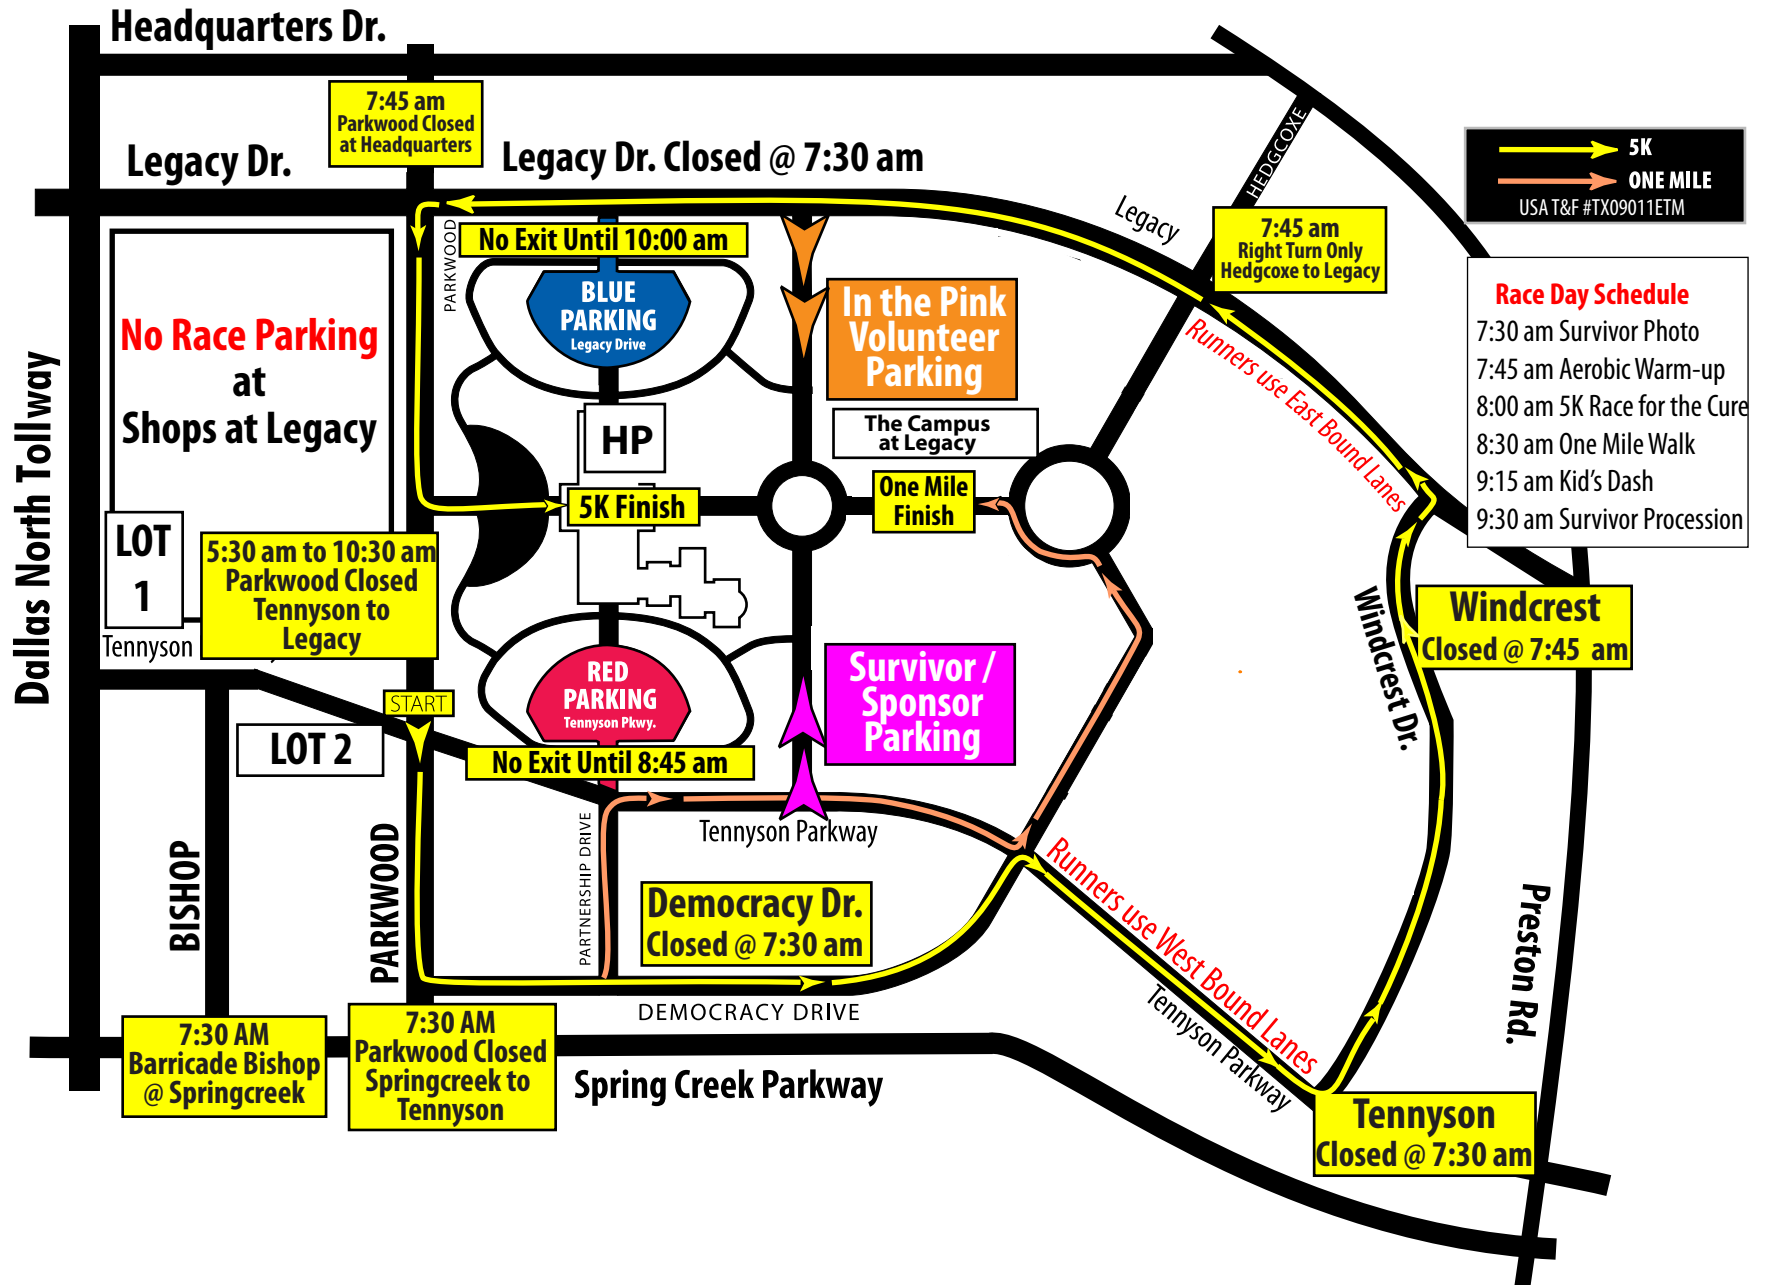 Headquarters Dr.
7:45 am
Parkwood Closed
at Headquarters
Legacy Dr.
Legacy Dr. Closed @ 7:30 am
HEDGCOXE
5K
ONE MILE
USA T&F #TX09011ETM
Legacy
7:45 am
Right Turn Only
Hedgcoxe to Legacy
PARKWOOD
No Exit Until 10:00 am
BLUE
PARKING
Legacy Drive
In the Pink
Volunteer
Parking
Race Day Schedule
7:30 am Survivor Photo
7:45 am Aerobic Warm-up
8:00 am 5K Race for the Cure
8:30 am One Mile Walk
9:15 am Kid's Dash
9:30 am Survivor Procession
No Race Parking
at
Shops at Legacy
Dallas North Tollway
Runners use East Bound Lanes
HP
The Campus
at Legacy
5K Finish
One Mile
Finish
LOT
1
5:30 am to 10:30 am
Parkwood Closed
Tennyson to
Legacy
Tennyson
Windcrest
Closed @ 7:45 am
Windcrest Dr.
RED
PARKING
Tennyson Pkwy.
Survivor /
Sponsor
Parking
START
LOT 2
No Exit Until 8:45 am
Tennyson Parkway
PARTNERSHIP DRIVE
BISHOP
PARKWOOD
Democracy Dr.
Closed @ 7:30 am
Runners use West Bound Lanes
Tennyson Parkway
Preston Rd.
DEMOCRACY DRIVE
7:30 AM
Barricade Bishop
@ Springcreek
7:30 AM
Parkwood Closed
Springcreek to
Tennyson
Spring Creek Parkway
Tennyson
Closed @ 7:30 am